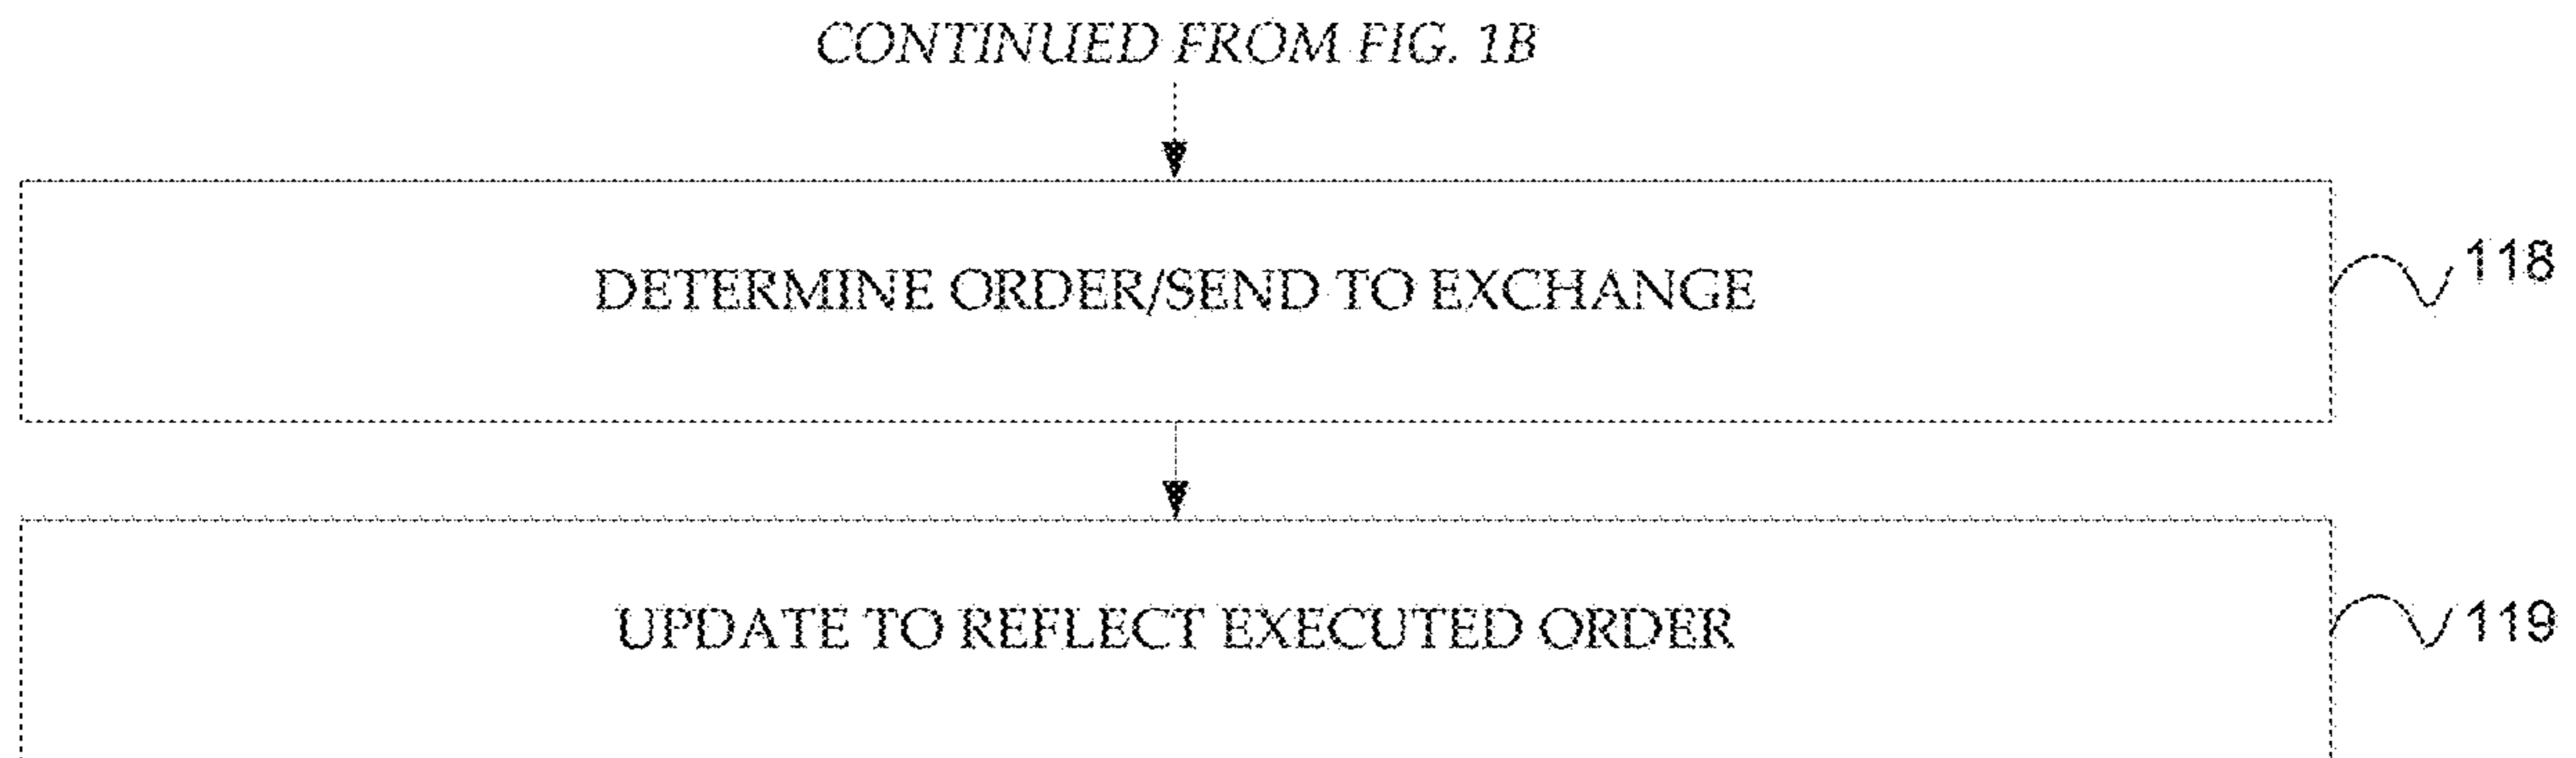 CONTINUED FROM FIG. 1B
DETERMINE ORDER/SEND TO EXCHANGE
118
UPDATE TO REFLECT EXECUTED ORDER
119